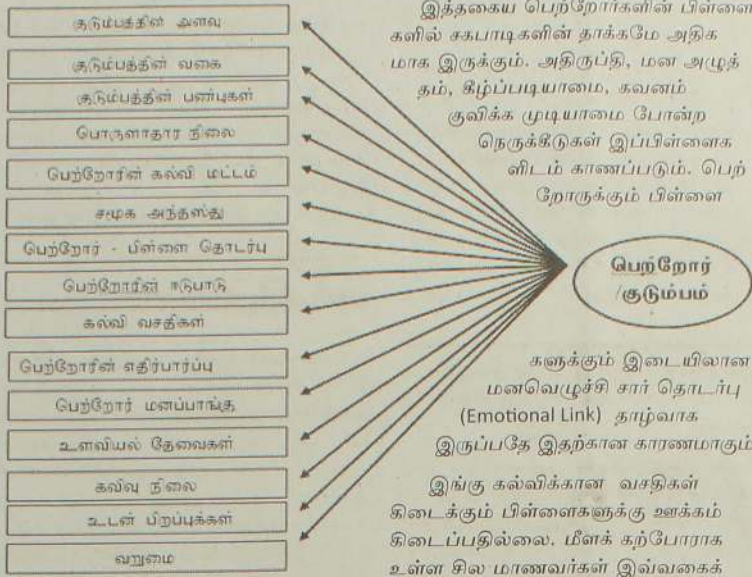 குடும்பத்தின் அளவு
குடும்பத்தின் வகை
குடும்பத்தின் பண்புகள்
பொருளாதார நிலை
பெற்றோரின் கல்வி மட்டம்
சமூக அந்தஸ்து
பெற்றோர் - பிள்ளை தொடர்பு
பெற்றோரின் ஈடுபாடு
கல்வி வசதிகள்
பெற்றோரின் எதிர்பார்ப்பு
பெற்றோர் மனப்பாங்கு
உளவியல் தேவைகள்
கவிவு நிலை
உடன் பிறப்புக்கள்
வறுமை
இத்தகைய பெற்றோர்களின் பிள்ளை
களில் சகபாடிகளின் தாக்கமே அதிக
மாக இருக்கும். அதிருப்தி, மன அழுத்
தம், கீழ்ப்படியாமை, கவனம்
குவிக்க முடியாமை போன்ற
நெருக்கீடுகள் இப்பிள்ளைக
ளிடம் காணப்படும். பெற்
றோருக்கும் பிள்ளை
பெற்றோர்
/குடும்பம்
களுக்கும் இடையிலான
மனவெழுச்சி சார் தொடர்பு
(Emotional Link) தாழ்வாக
இருப்பதே இதற்கான காரணமாகும்
இங்கு கல்விக்கான வசதிகள்
கிடைக்கும் பிள்ளைகளுக்கு ஊக்கம்
கிடைப்பதில்லை. மீளக் கற்போராக
உள்ள சில மாணவர்கள் இவ்வகைக்